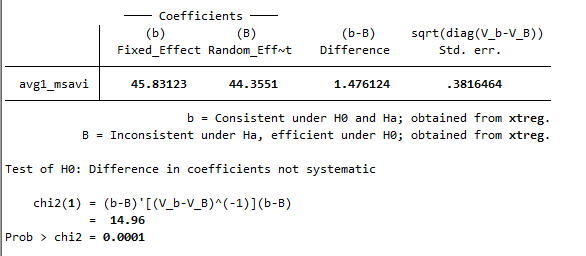 Coefficients
(b) (B) (b-B) sqrt(diag(V_b-V_B))
Fixed_Effect Random_Eff~t Difference Std. err.
avg1_msavi 45.83123 44.3551 1.476124 .3816464
b = Consistent under H0 and Ha; obtained from xtreg.
B = Inconsistent under Ha, efficient under H0; obtained from xtreg.
Test of H0: Difference in coefficients not systematic
chi2(1) = (b-B)'[(V_b-V_B)^(-1)](b-B)
= 14.96
Prob > chi2 = 0.0001